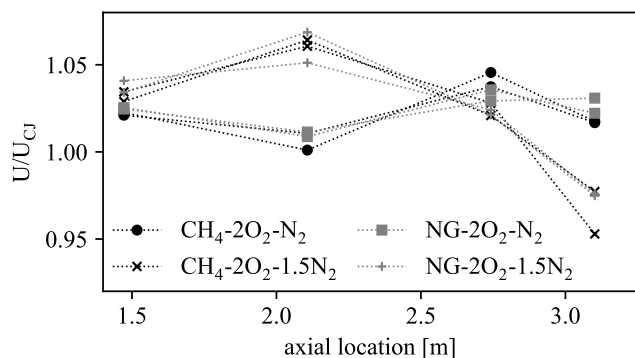 1.05
1.00
0.95
U/U_CJ
CH₄-2O₂-N₂
NG-2O₂-N₂
CH₄-2O₂-1.5N₂
NG-2O₂-1.5N₂
1.5 2.0 2.5 3.0
axial location [m]